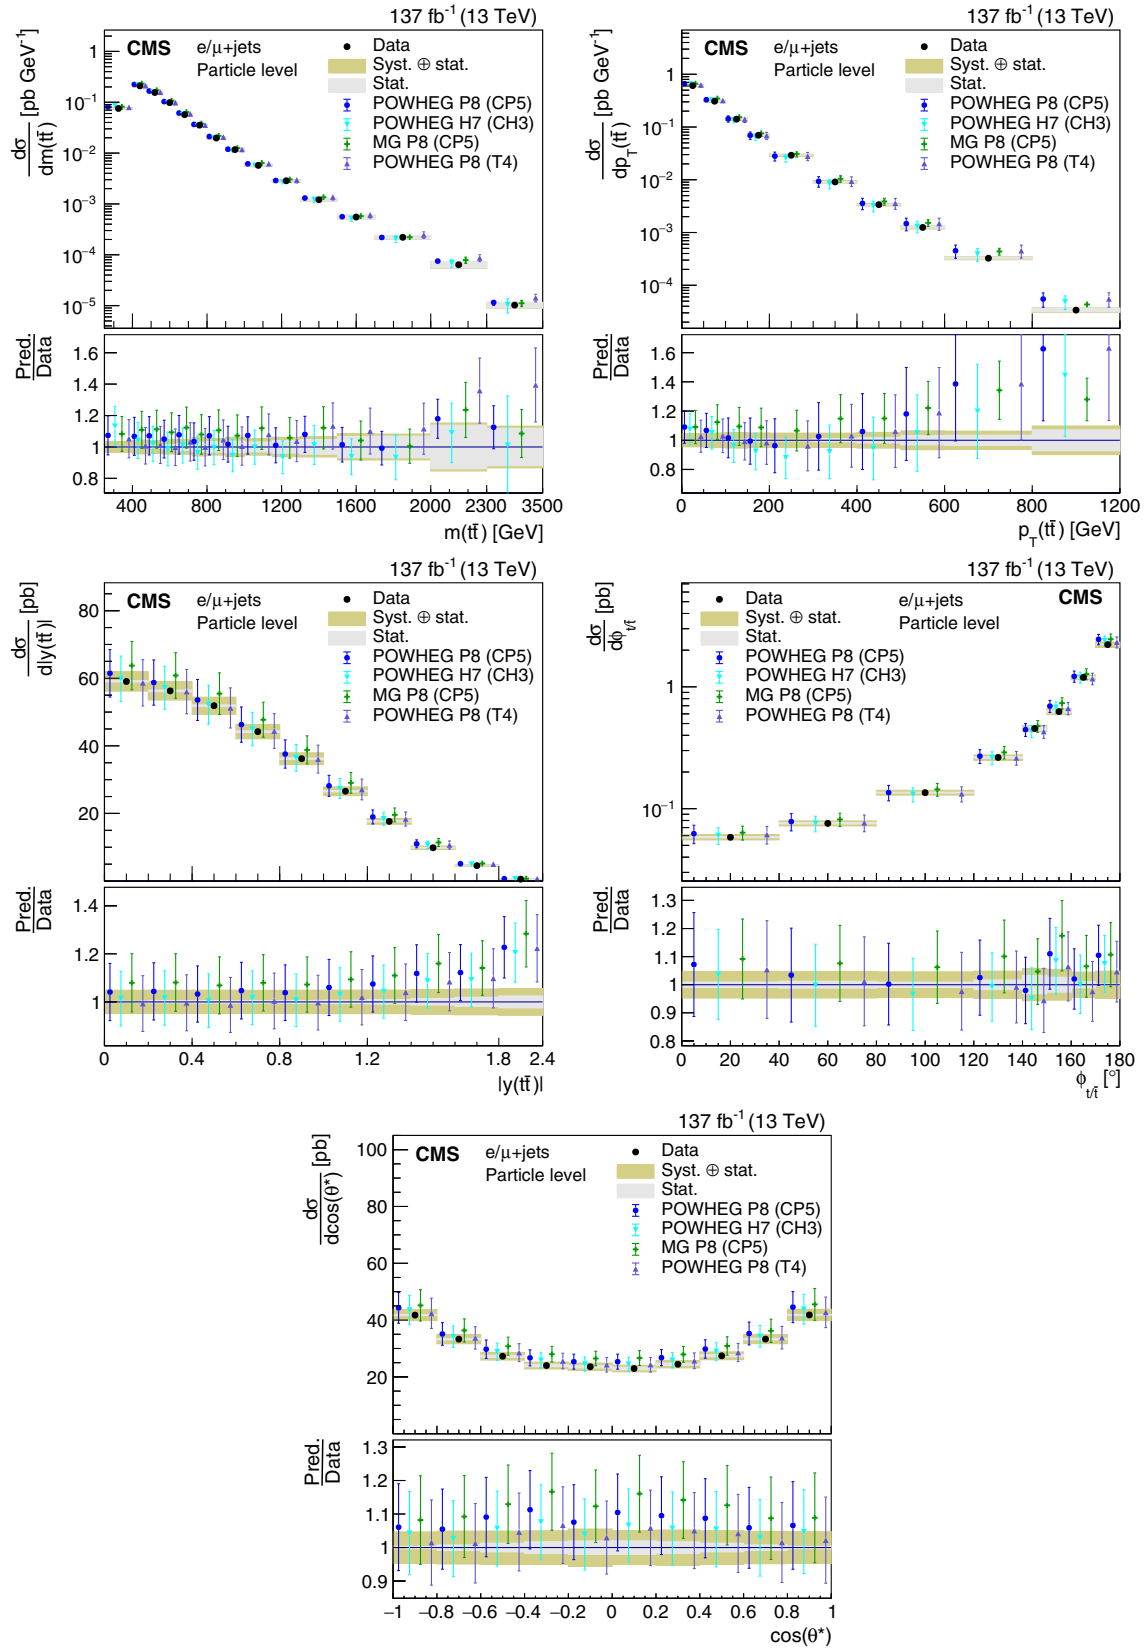 137 fb⁻¹ (13 TeV)
CMS
e/μ+jets
Particle level
Data
Syst. ⊕ stat.
Stat.
POWHEG P8 (CP5)
POWHEG H7 (CH3)
MG P8 (CP5)
POWHEG P8 (T4)
dσ/dm(tt̄) [pb GeV⁻¹]
1
10⁻¹
10⁻²
10⁻³
10⁻⁴
10⁻⁵
Pred./Data
1.6
1.4
1.2
1
0.8
400 800 1200 1600 2000 2300 3500
m(tt̄) [GeV]
137 fb⁻¹ (13 TeV)
CMS
e/μ+jets
Particle level
Data
Syst. ⊕ stat.
Stat.
POWHEG P8 (CP5)
POWHEG H7 (CH3)
MG P8 (CP5)
POWHEG P8 (T4)
dσ/dp_T(tt̄) [pb GeV⁻¹]
1
10⁻¹
10⁻²
10⁻³
10⁻⁴
Pred./Data
1.6
1.4
1.2
1
0.8
0 200 400 600 800 1200
p_T(tt̄) [GeV]
137 fb⁻¹ (13 TeV)
CMS
e/μ+jets
Particle level
Data
Syst. ⊕ stat.
Stat.
POWHEG P8 (CP5)
POWHEG H7 (CH3)
MG P8 (CP5)
POWHEG P8 (T4)
dσ/d|y(tt̄)| [pb]
80
60
40
20
0
Pred./Data
1.4
1.2
1
0 0.4 0.8 1.2 1.8 2.4
|y(tt̄)|
137 fb⁻¹ (13 TeV)
Data
Syst. ⊕ stat.
Stat.
POWHEG P8 (CP5)
POWHEG H7 (CH3)
MG P8 (CP5)
POWHEG P8 (T4)
e/μ+jets
Particle level
CMS
dσ/dϕ_t/t̄ [pb]
1
10⁻¹
Pred./Data
1.3
1.2
1.1
1
0.9
0.8
0 20 40 60 80 100 120 140 160 180
ϕ_t/t̄ [°]
137 fb⁻¹ (13 TeV)
CMS
e/μ+jets
Particle level
Data
Syst. ⊕ stat.
Stat.
POWHEG P8 (CP5)
POWHEG H7 (CH3)
MG P8 (CP5)
POWHEG P8 (T4)
dσ/dcos(θ*) [pb]
100
80
60
40
20
Pred./Data
1.3
1.2
1.1
1
0.9
−1 −0.8 −0.6 −0.4 −0.2 0 0.2 0.4 0.6 0.8 1
cos(θ*)